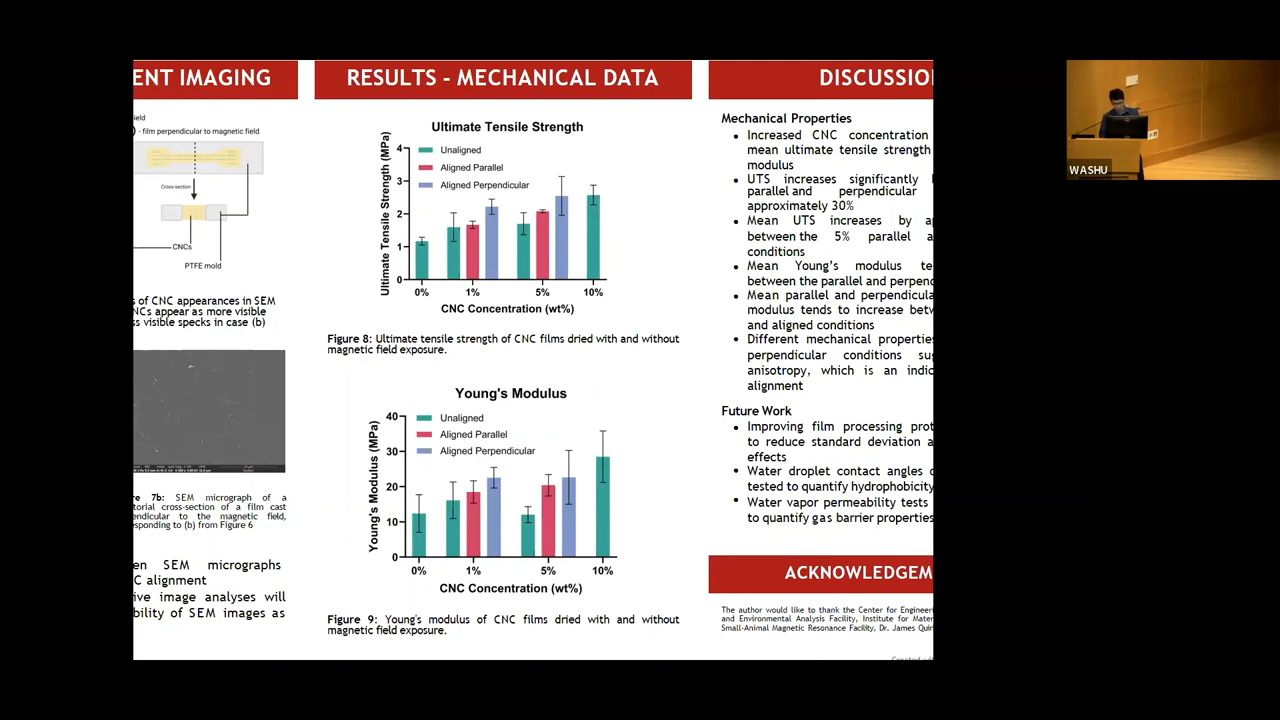 ENT IMAGING
ield
) - film perpendicular to magnetic field
Cross-section
CNCs
PTFE mold
s of CNC appearances in SEM
NCs appear as more visible
ss visible specks in case (b)
re 7b: SEM micrograph of a
torial cross-section of a film cast
endicular to the magnetic field,
esponding to (b) from Figure 6
en SEM micrographs
C alignment
ive image analyses will
bility of SEM images as
RESULTS - MECHANICAL DATA
Ultimate Tensile Strength
Unaligned
Aligned Parallel
Aligned Perpendicular
Ultimate Tensile Strength (MPa)
4
3
2
1
0
0% 1% 5% 10%
CNC Concentration (wt%)
Figure 8: Ultimate tensile strength of CNC films dried with and without
magnetic field exposure.
Young's Modulus
Unaligned
Aligned Parallel
Aligned Perpendicular
Young's Modulus (MPa)
40
30
20
10
0
0% 1% 5% 10%
CNC Concentration (wt%)
Figure 9: Young's modulus of CNC films dried with and without
magnetic field exposure.
DISCUSSIO
Mechanical Properties
• Increased CNC concentration
mean ultimate tensile strength
modulus
• UTS increases significantly
parallel and perpendicular
approximately 30%
• Mean UTS increases by ap
between the 5% parallel a
conditions
• Mean Young's modulus te
between the parallel and perpend
• Mean parallel and perpendicula
modulus tends to increase betw
and aligned conditions
• Different mechanical properties
perpendicular conditions su
anisotropy, which is an indic
alignment
Future Work
• Improving film processing prot
to reduce standard deviation a
effects
• Water droplet contact angles
tested to quantify hydrophobicity
• Water vapor permeability tests
to quantify gas barrier properties
ACKNOWLEDGEM
The author would like to thank the Center for Engineeri
and Environmental Analysis Facility, Institute for Mater
Small-Animal Magnetic Resonance Facility, Dr. James Quir
WASHU